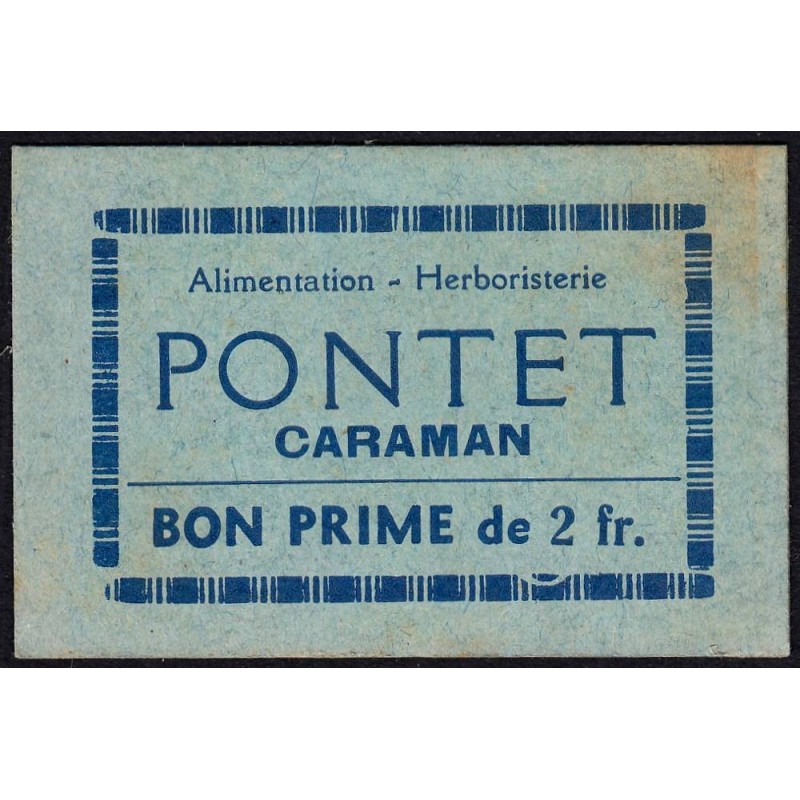 Alimentation - Herboristerie
PONTET
CARAMAN
BON PRIME de 2 fr.